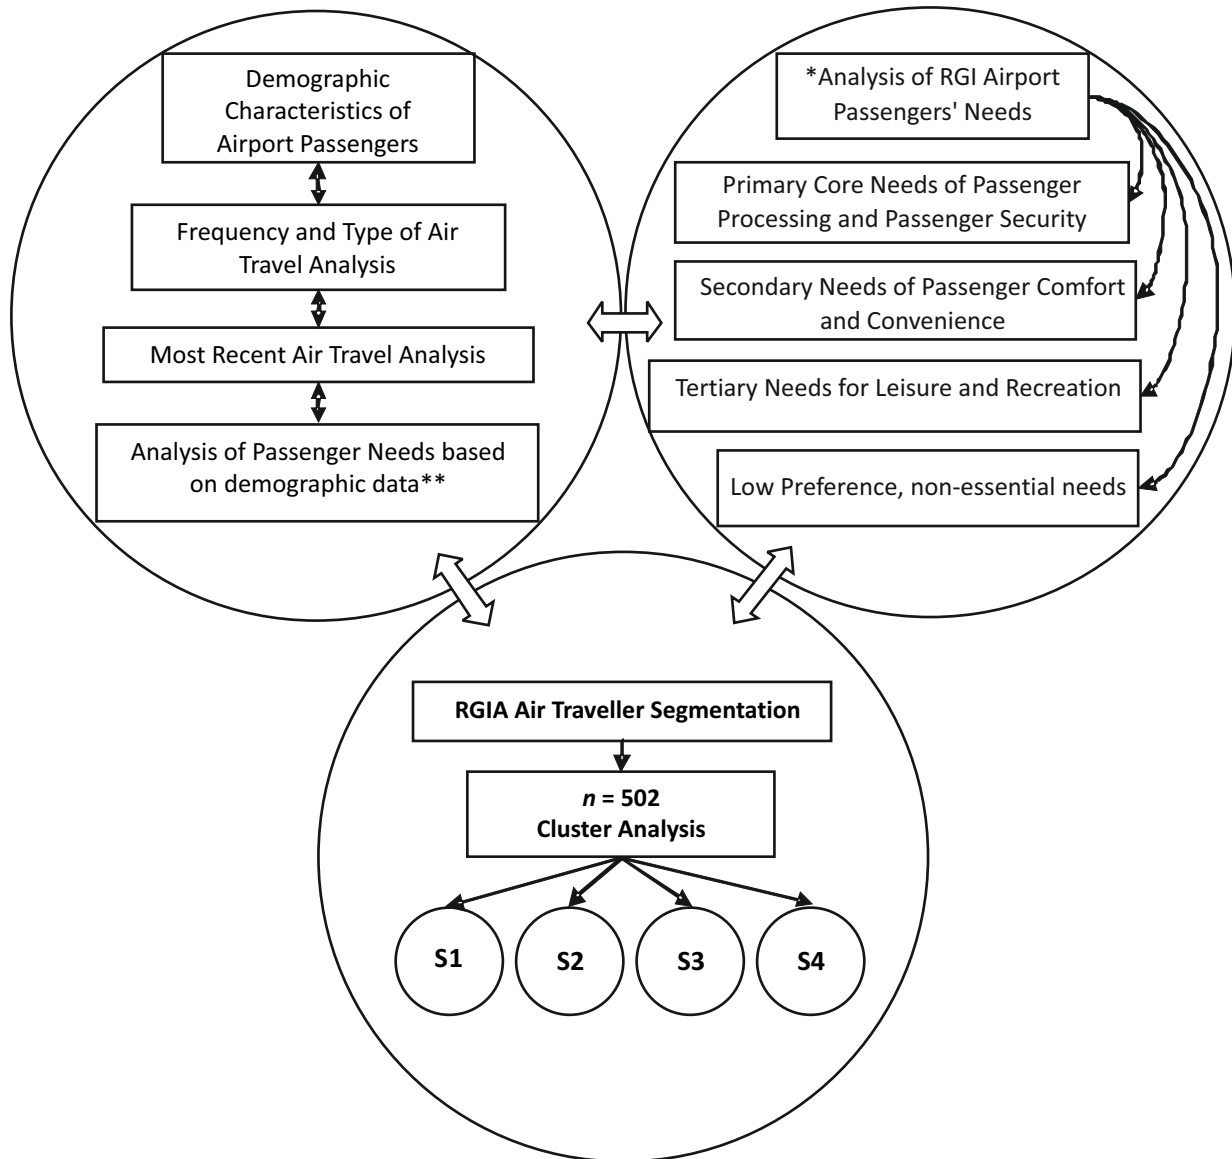 Demographic
Characteristics of
Airport Passengers
Frequency and Type of Air
Travel Analysis
Most Recent Air Travel Analysis
Analysis of Passenger Needs based
on demographic data**
*Analysis of RGI Airport
Passengers' Needs
Primary Core Needs of Passenger
Processing and Passenger Security
Secondary Needs of Passenger Comfort
and Convenience
Tertiary Needs for Leisure and Recreation
Low Preference, non-essential needs
RGIA Air Traveller Segmentation
n = 502
Cluster Analysis
S1
S2
S3
S4